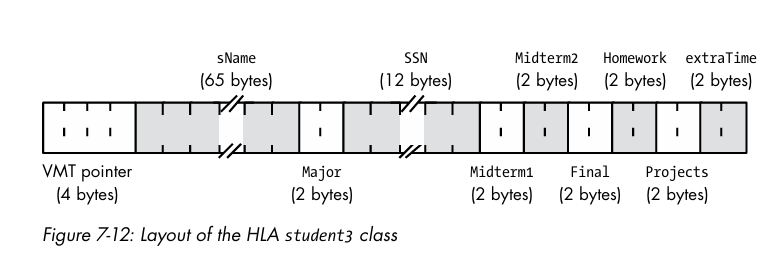 sName
(65 bytes)
SSN
(12 bytes)
Midterm2
(2 bytes)
Homework
(2 bytes)
extraTime
(2 bytes)
VMT pointer
(4 bytes)
Major
(2 bytes)
Midterm1
(2 bytes)
Final
(2 bytes)
Projects
(2 bytes)
Figure 7-12: Layout of the HLA student3 class